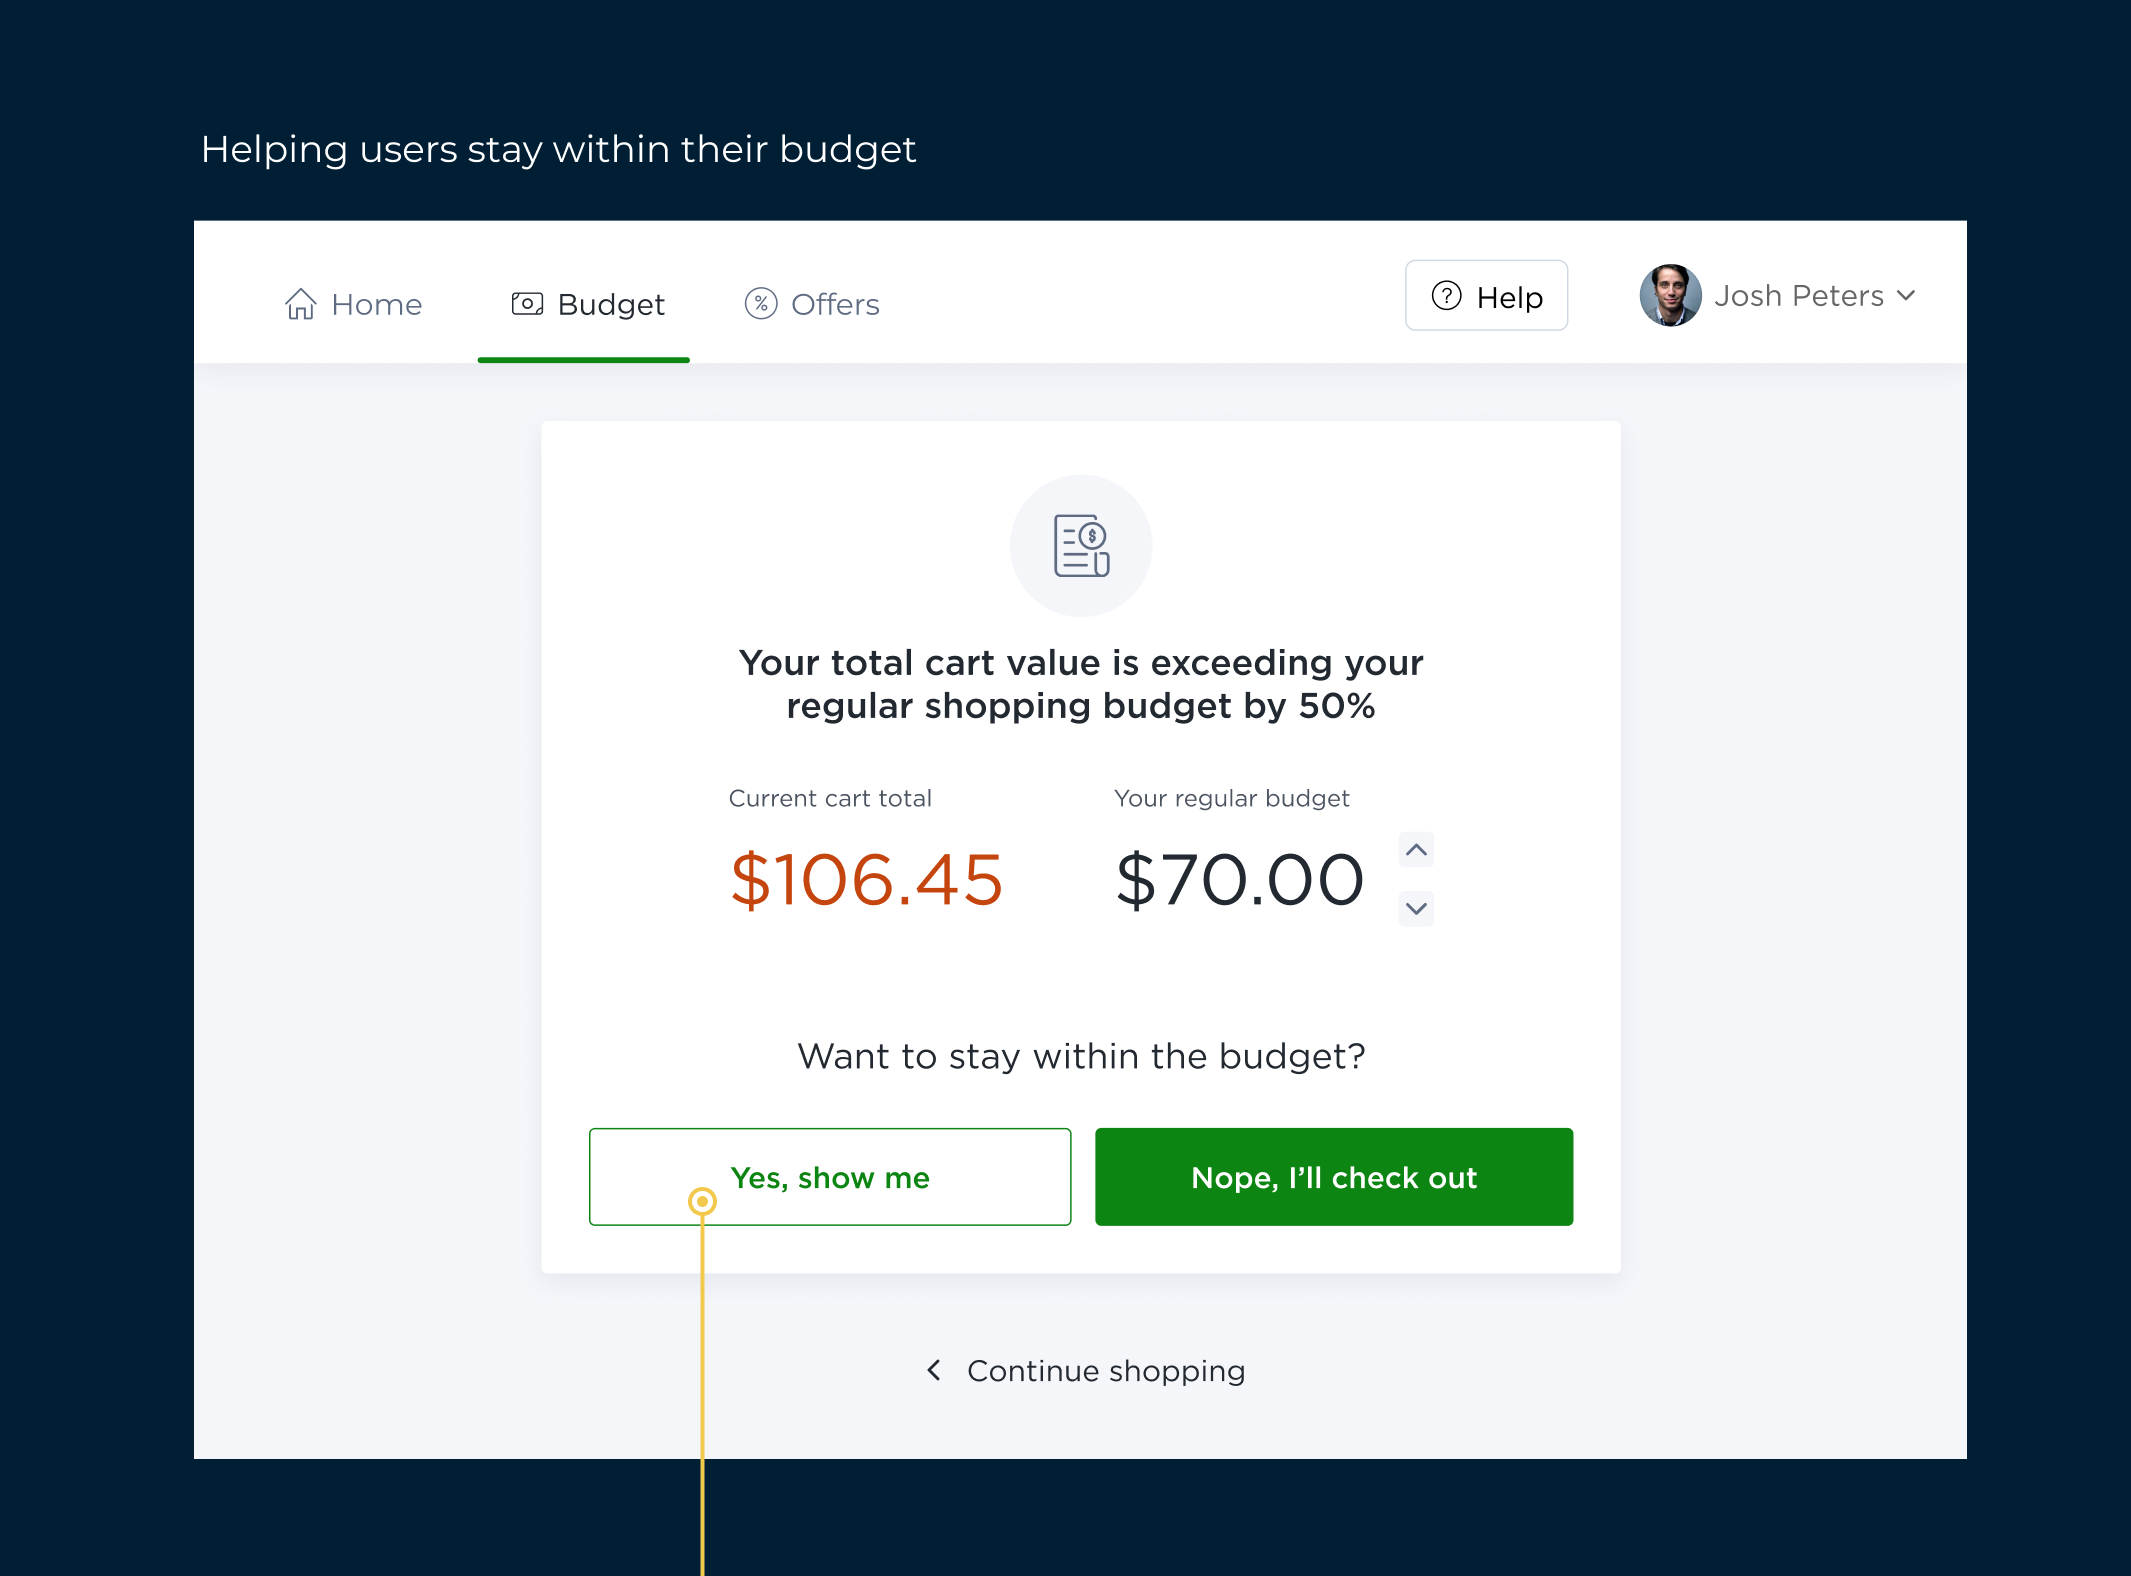 Helping users stay within their budget
Home
Budget
Offers
Help
Josh Peters
Your total cart value is exceeding your
regular shopping budget by 50%
Current cart total
Your regular budget
$106.45
$70.00
Want to stay within the budget?
Yes, show me
Nope, I’ll check out
Continue shopping